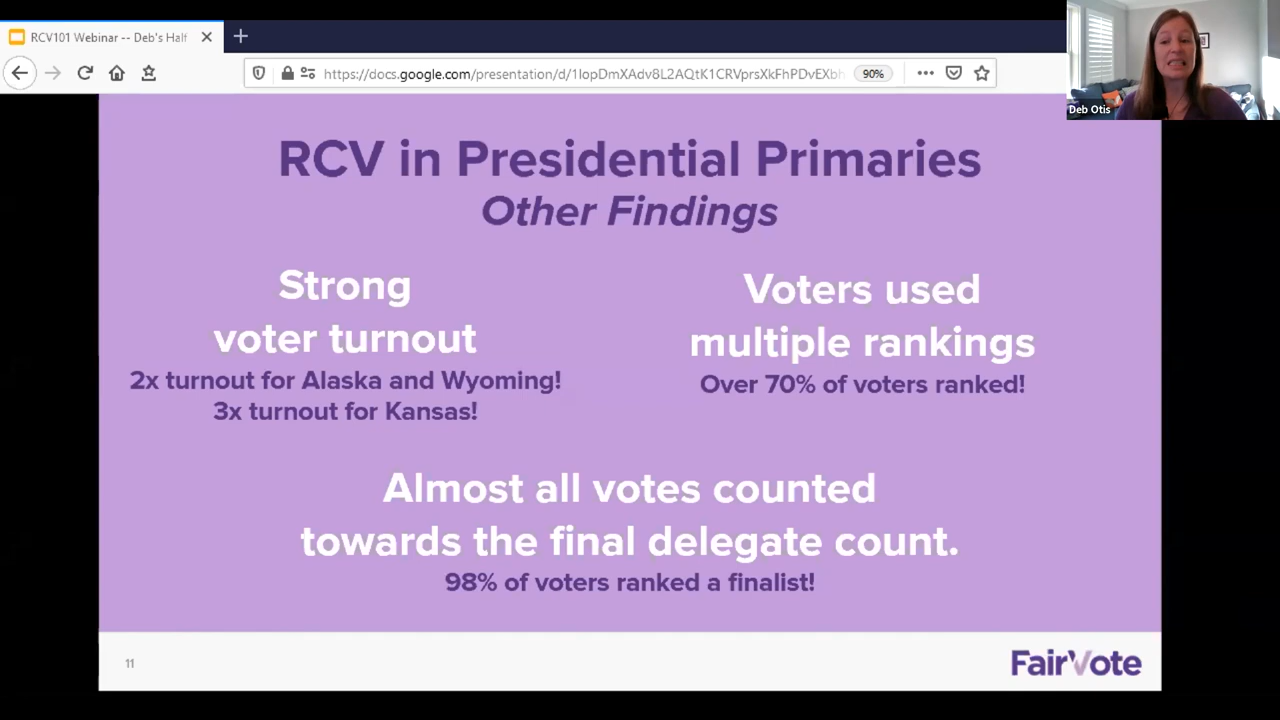 RCV101 Webinar -- Deb's Half
https://docs.google.com/presentation/d/1IopDmXAdv8L2AQtK1CRVprsXkFhPDvEXbh
90%
Deb Otis
RCV in Presidential Primaries
Other Findings
Strong
voter turnout
2x turnout for Alaska and Wyoming!
3x turnout for Kansas!
Voters used
multiple rankings
Over 70% of voters ranked!
Almost all votes counted
towards the final delegate count.
98% of voters ranked a finalist!
11
FairVote